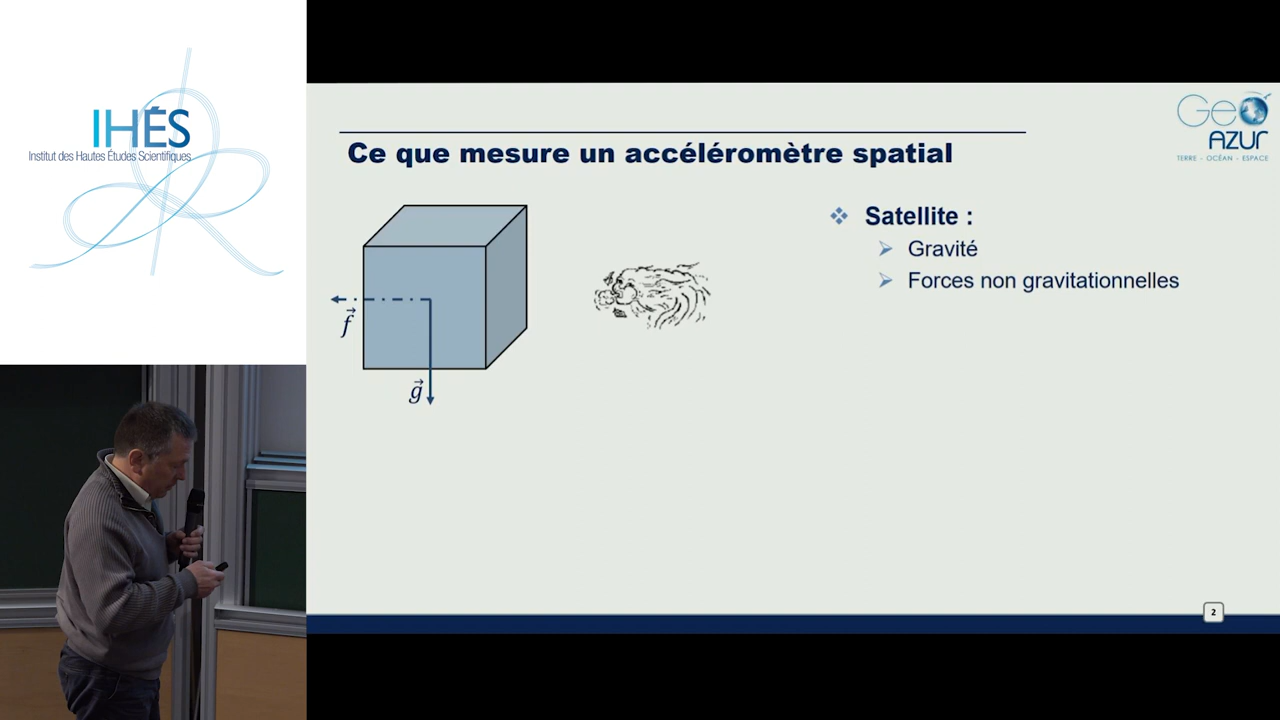 IHÉS
Institut des Hautes Études Scientifiques
Géo
AZUR
TERRE - OCÉAN - ESPACE
Ce que mesure un accéléromètre spatial
Satellite :
Gravité
Forces non gravitationnelles
f⃗
g⃗
2